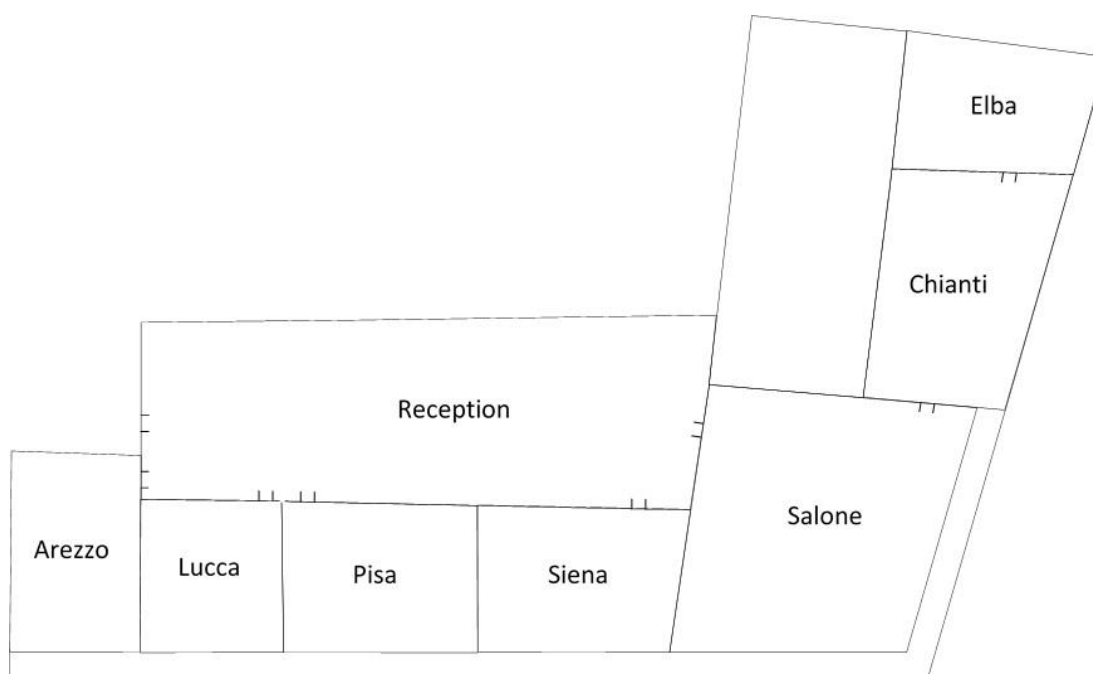 Elba
Chianti
Reception
Salone
Arezzo
Lucca
Pisa
Siena